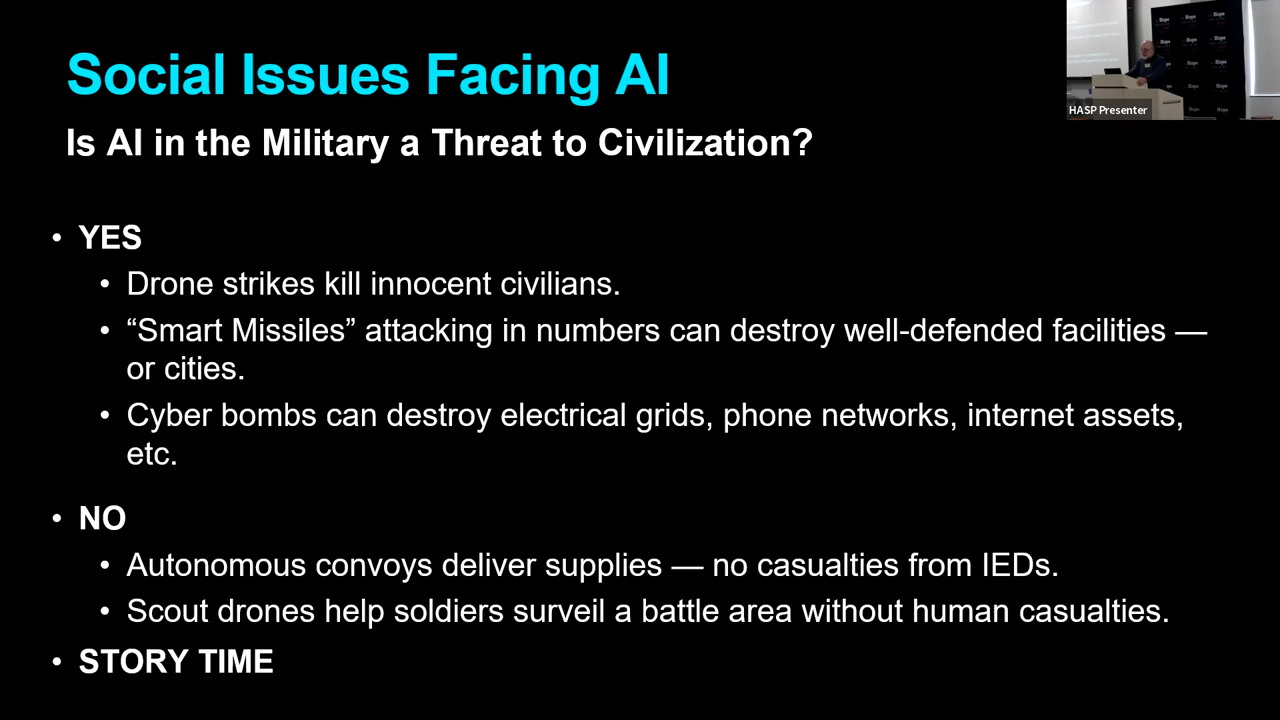 Social Issues Facing AI
HASP Presenter
Is AI in the Military a Threat to Civilization?
• YES
• Drone strikes kill innocent civilians.
• “Smart Missiles” attacking in numbers can destroy well-defended facilities —
or cities.
• Cyber bombs can destroy electrical grids, phone networks, internet assets,
etc.
• NO
• Autonomous convoys deliver supplies — no casualties from IEDs.
• Scout drones help soldiers surveil a battle area without human casualties.
• STORY TIME